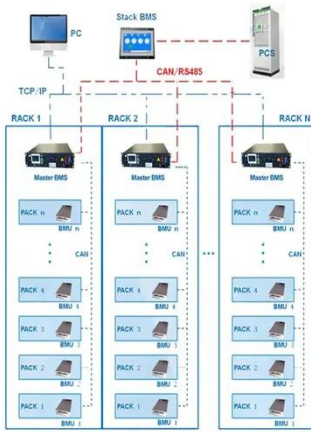 PC
Stack BMS
PCS
CAN/RS485
TCP/IP
RACK 1
RACK 2
RACK N
Master BMS
Master BMS
Master BMS
PACK n
BMU n
PACK n
BMU n
PACK n
BMU n
CAN
CAN
CAN
...
PACK 4
BMU 4
PACK 4
BMU 4
PACK 4
BMU 4
PACK 3
BMU 3
PACK 3
BMU 3
PACK 3
BMU 3
PACK 2
BMU 2
PACK 2
BMU 2
PACK 2
BMU 2
PACK 1
BMU 1
PACK 1
BMU 1
PACK 1
BMU 1